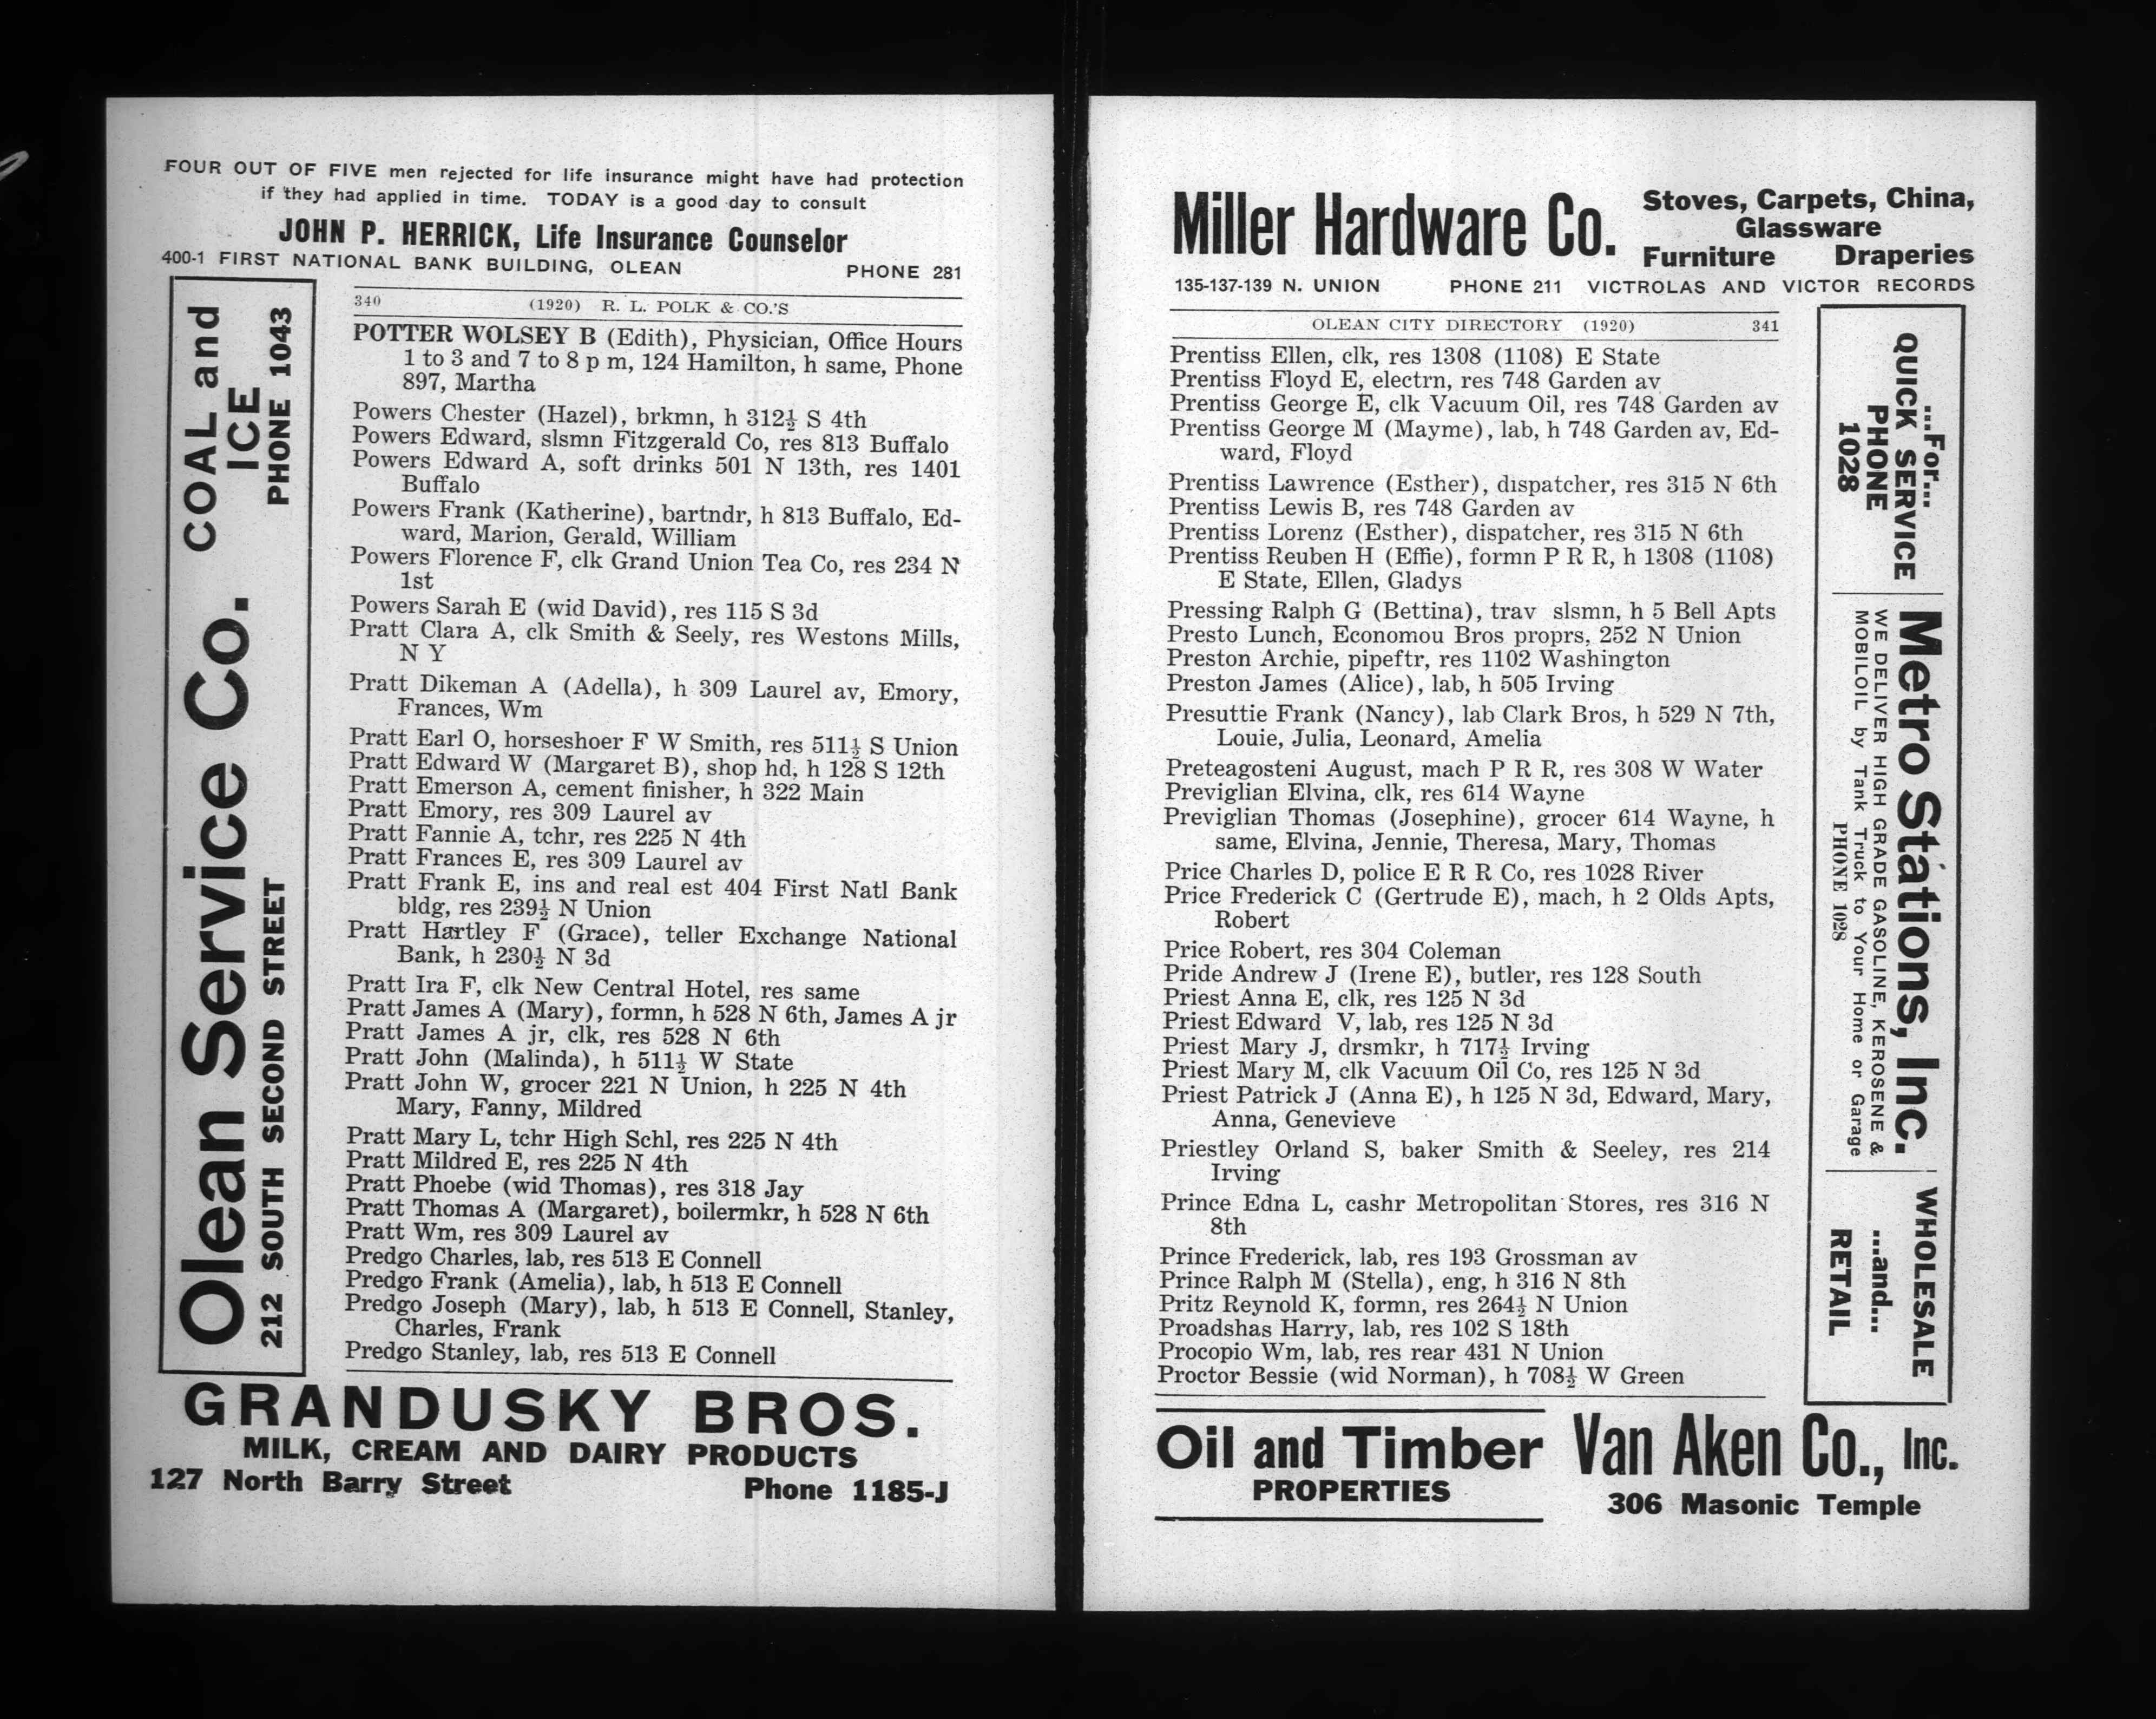 FOUR OUT OF FIVE men rejected for life insurance might have had protection
if they had applied in time. TODAY is a good day to consult
JOHN P. HERRICK, Life Insurance Counselor
400-1 FIRST NATIONAL BANK BUILDING, OLEAN PHONE 281
Olean Service Co. COAL and
ICE
212 SOUTH SECOND STREET PHONE 1043
340 (1920) R. L. POLK & CO.'S
POTTER WOLSEY B (Edith), Physician, Office Hours
1 to 3 and 7 to 8 p m, 124 Hamilton, h same, Phone
897, Martha
Powers Chester (Hazel), brkmn, h 312½ S 4th
Powers Edward, slsmn Fitzgerald Co, res 813 Buffalo
Powers Edward A, soft drinks 501 N 13th, res 1401
Buffalo
Powers Frank (Katherine), bartndr, h 813 Buffalo, Ed-
ward, Marion, Gerald, William
Powers Florence F, clk Grand Union Tea Co, res 234 N
1st
Powers Sarah E (wid David), res 115 S 3d
Pratt Clara A, clk Smith & Seely, res Westons Mills,
N Y
Pratt Dikeman A (Adella), h 309 Laurel av, Emory,
Frances, Wm
Pratt Earl O, horseshoer F W Smith, res 511½ S Union
Pratt Edward W (Margaret B), shop hd, h 128 S 12th
Pratt Emerson A, cement finisher, h 322 Main
Pratt Emory, res 309 Laurel av
Pratt Fannie A, tchr, res 225 N 4th
Pratt Frances E, res 309 Laurel av
Pratt Frank E, ins and real est 404 First Natl Bank
bldg, res 239½ N Union
Pratt Hartley F (Grace), teller Exchange National
Bank, h 230½ N 3d
Pratt Ira F, clk New Central Hotel, res same
Pratt James A (Mary), formn, h 528 N 6th, James A jr
Pratt James A jr, clk, res 528 N 6th
Pratt John (Malinda), h 511½ W State
Pratt John W, grocer 221 N Union, h 225 N 4th
Mary, Fanny, Mildred
Pratt Mary L, tchr High Schl, res 225 N 4th
Pratt Mildred E, res 225 N 4th
Pratt Phoebe (wid Thomas), res 318 Jay
Pratt Thomas A (Margaret), boilermkr, h 528 N 6th
Pratt Wm, res 309 Laurel av
Predgo Charles, lab, res 513 E Connell
Predgo Frank (Amelia), lab, h 513 E Connell
Predgo Joseph (Mary), lab, h 513 E Connell, Stanley,
Charles, Frank
Predgo Stanley, lab, res 513 E Connell
GRANDUSKY BROS.
MILK, CREAM AND DAIRY PRODUCTS
127 North Barry Street Phone 1185-J
Miller Hardware Co. Stoves, Carpets, China,
Glassware
Furniture Draperies
135-137-139 N. UNION PHONE 211 VICTROLAS AND VICTOR RECORDS
OLEAN CITY DIRECTORY (1920) 341
Prentiss Ellen, clk, res 1308 (1108) E State
Prentiss Floyd E, electrn, res 748 Garden av
Prentiss George E, clk Vacuum Oil, res 748 Garden av
Prentiss George M (Mayme), lab, h 748 Garden av, Ed-
ward, Floyd
Prentiss Lawrence (Esther), dispatcher, res 315 N 6th
Prentiss Lewis B, res 748 Garden av
Prentiss Lorenz (Esther), dispatcher, res 315 N 6th
Prentiss Reuben H (Effie), formn P R R, h 1308 (1108)
E State, Ellen, Gladys
Pressing Ralph G (Bettina), trav slsmn, h 5 Bell Apts
Presto Lunch, Economou Bros proprs, 252 N Union
Preston Archie, pipeftr, res 1102 Washington
Preston James (Alice), lab, h 505 Irving
Presuttie Frank (Nancy), lab Clark Bros, h 529 N 7th,
Louie, Julia, Leonard, Amelia
Preteagosteni August, mach P R R, res 308 W Water
Previglian Elvina, clk, res 614 Wayne
Previglian Thomas (Josephine), grocer 614 Wayne, h
same, Elvina, Jennie, Theresa, Mary, Thomas
Price Charles D, police E R R Co, res 1028 River
Price Frederick C (Gertrude E), mach, h 2 Olds Apts,
Robert
Price Robert, res 304 Coleman
Pride Andrew J (Irene E), butler, res 128 South
Priest Anna E, clk, res 125 N 3d
Priest Edward V, lab, res 125 N 3d
Priest Mary J, drsmkr, h 717½ Irving
Priest Mary M, clk Vacuum Oil Co, res 125 N 3d
Priest Patrick J (Anna E), h 125 N 3d, Edward, Mary,
Anna, Genevieve
Priestley Orland S, baker Smith & Seeley, res 214
Irving
Prince Edna L, cashr Metropolitan Stores, res 316 N
8th
Prince Frederick, lab, res 193 Grossman av
Prince Ralph M (Stella), eng, h 316 N 8th
Pritz Reynold K, formn, res 264½ N Union
Proadshas Harry, lab, res 102 S 18th
Procopio Wm, lab, res rear 431 N Union
Proctor Bessie (wid Norman), h 708½ W Green
...For...
QUICK SERVICE
PHONE
1028
Metro Stations, Inc.
WE DELIVER HIGH GRADE GASOLINE, KEROSENE &
MOBILOIL by Tank Truck to Your Home or Garage
PHONE 1028
WHOLESALE
...and...
RETAIL
Oil and Timber
PROPERTIES
Van Aken Co., Inc.
306 Masonic Temple